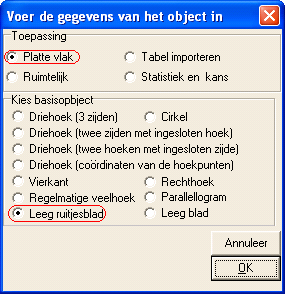 Voer de gegevens van het object in
Toepassing
Platte vlak
Tabel importeren
Ruimtelijk
Statistiek en kans
Kies basisobject
Driehoek (3 zijden)
Cirkel
Driehoek (twee zijden met ingesloten hoek)
Driehoek (twee hoeken met ingesloten zijde)
Driehoek (coördinaten van de hoekpunten)
Vierkant
Rechthoek
Regelmatige veelhoek
Parallellogram
Leeg ruitjesblad
Leeg blad
Annuleer
OK